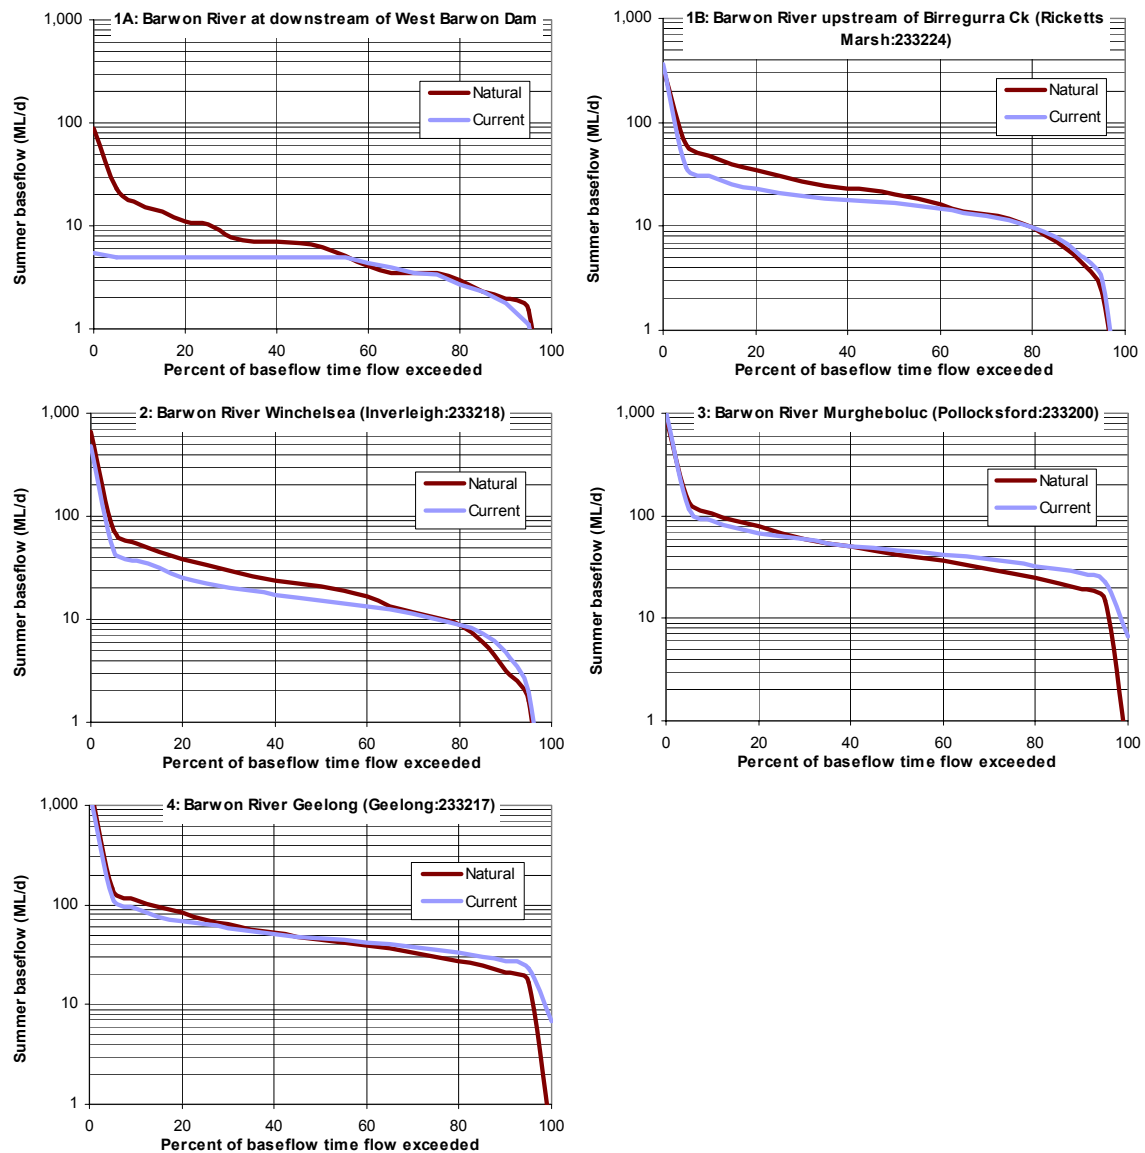 1A: Barwon River at downstream of West Barwon Dam
1,000
100
10
1
Summer baseflow (ML/d)
Natural
Current
0 20 40 60 80 100
Percent of baseflow time flow exceeded
1B: Barwon River upstream of Birregurra Ck (Ricketts
Marsh:233224)
1,000
100
10
1
Summer baseflow (ML/d)
Natural
Current
0 20 40 60 80 100
Percent of baseflow time flow exceeded
2: Barwon River Winchelsea (Inverleigh:233218)
1,000
100
10
1
Summer baseflow (ML/d)
Natural
Current
0 20 40 60 80 100
Percent of baseflow time flow exceeded
3: Barwon River Murgheboluc (Pollocksford:233200)
1,000
100
10
1
Summer baseflow (ML/d)
Natural
Current
0 20 40 60 80 100
Percent of baseflow time flow exceeded
4: Barwon River Geelong (Geelong:233217)
1,000
100
10
1
Summer baseflow (ML/d)
Natural
Current
0 20 40 60 80 100
Percent of baseflow time flow exceeded